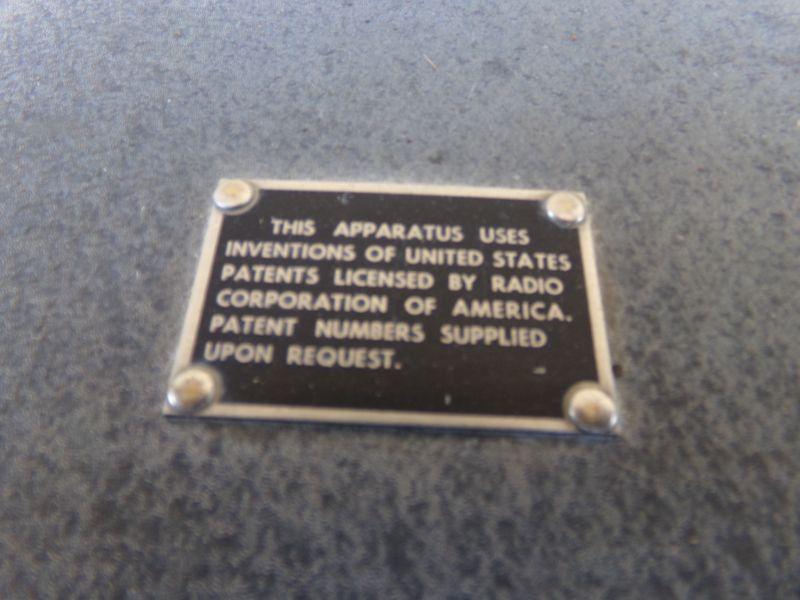 THIS APPARATUS USES
INVENTIONS OF UNITED STATES
PATENTS LICENSED BY RADIO
CORPORATION OF AMERICA.
PATENT NUMBERS SUPPLIED
UPON REQUEST.